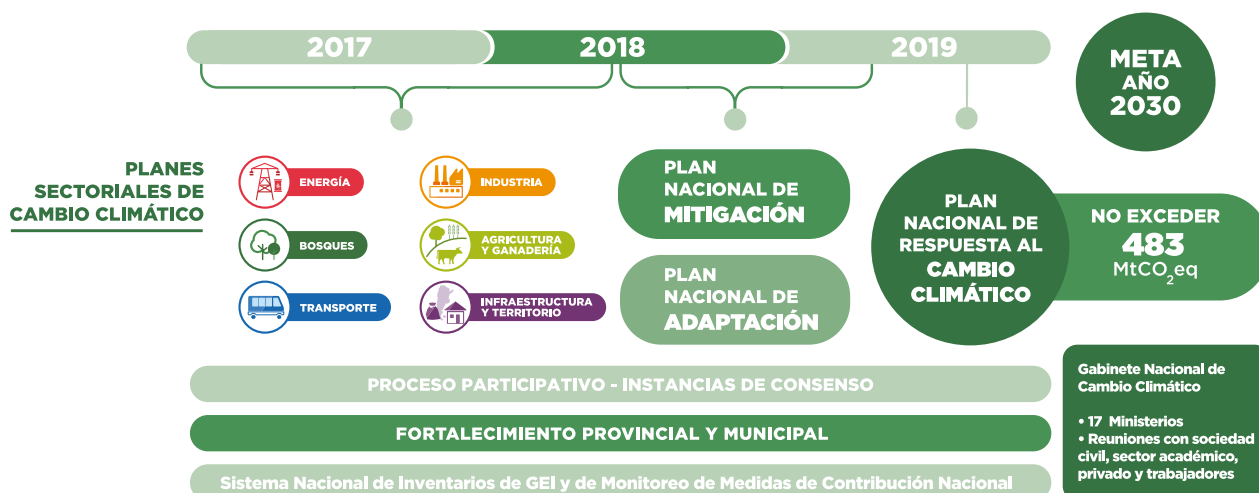 2017
2018
2019
META
AÑO
2030
PLANES
SECTORIALES DE
CAMBIO CLIMÁTICO
ENERGÍA
INDUSTRIA
BOSQUES
AGRICULTURA
Y GANADERÍA
TRANSPORTE
INFRAESTRUCTURA
Y TERRITORIO
PLAN
NACIONAL DE
MITIGACIÓN
PLAN
NACIONAL DE
ADAPTACIÓN
PLAN
NACIONAL DE
RESPUESTA AL
CAMBIO
CLIMÁTICO
NO EXCEDER
483
MtCO₂eq
PROCESO PARTICIPATIVO - INSTANCIAS DE CONSENSO
FORTALECIMIENTO PROVINCIAL Y MUNICIPAL
Sistema Nacional de Inventarios de GEI y de Monitoreo de Medidas de Contribución Nacional
Gabinete Nacional de
Cambio Climático
• 17 Ministerios
• Reuniones con sociedad
civil, sector académico,
privado y trabajadores